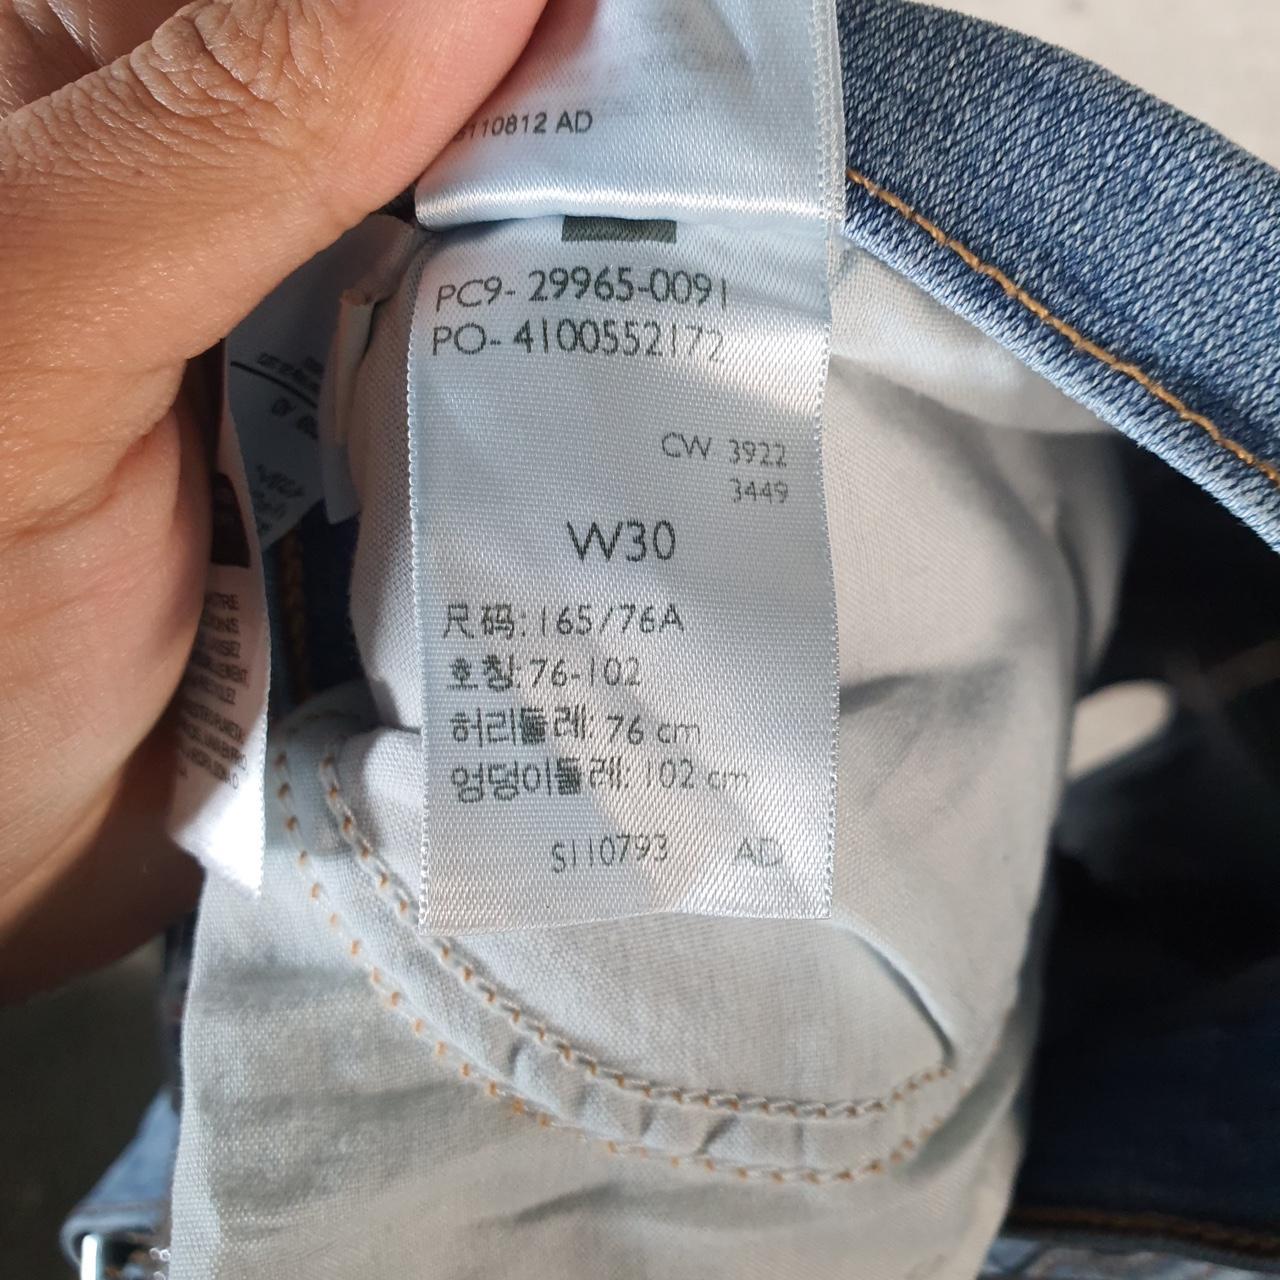 110812 AD
PC9- 29965-0091
PO- 4100552172
CW 3922
3449
W30
尺码: 165/76A
호칭: 76-102
허리둘레: 76 cm
엉덩이둘레: 102 cm
S110793 AD